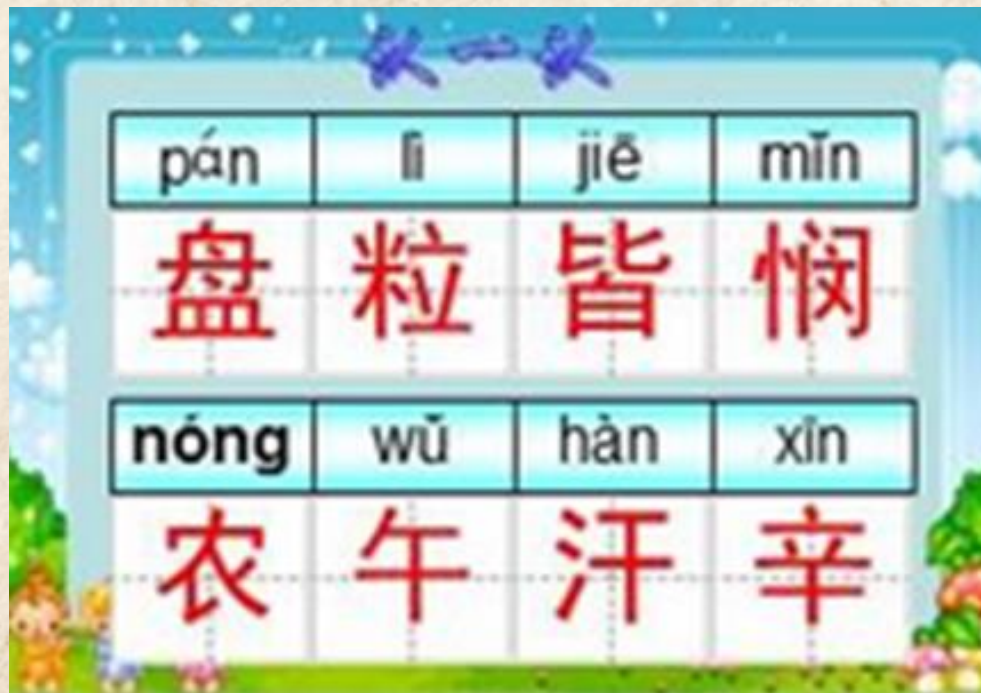 pán lì jiē mǐn
盘 粒 皆 悯
nóng wǔ hàn xīn
农 午 汗 辛